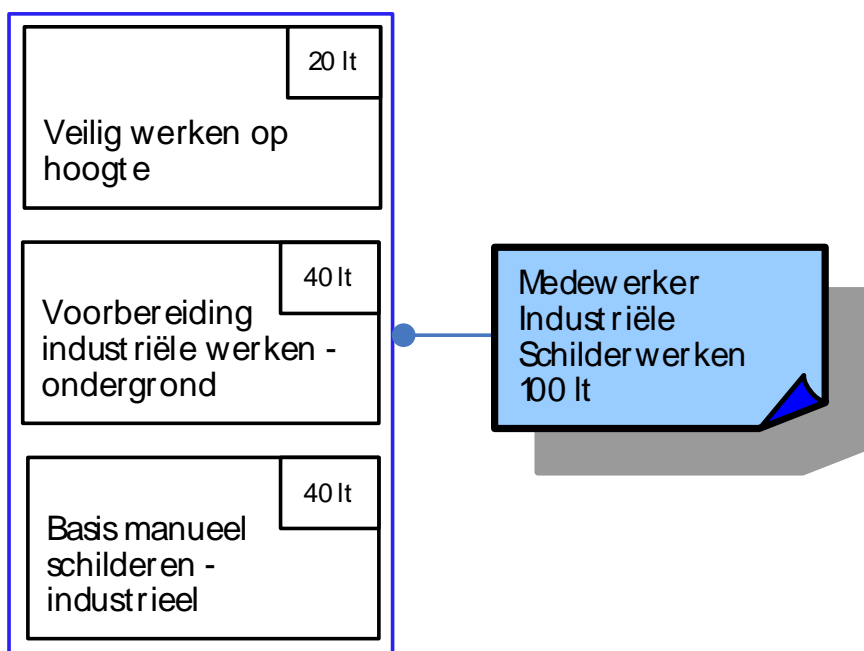 20 lt
Veilig werken op
hoogte
40 lt
Voorbereiding
industriële werken -
ondergrond
40 lt
Basis manueel
schilderen -
industrieel
Medewerker
Industriële
Schilderwerken
100 lt